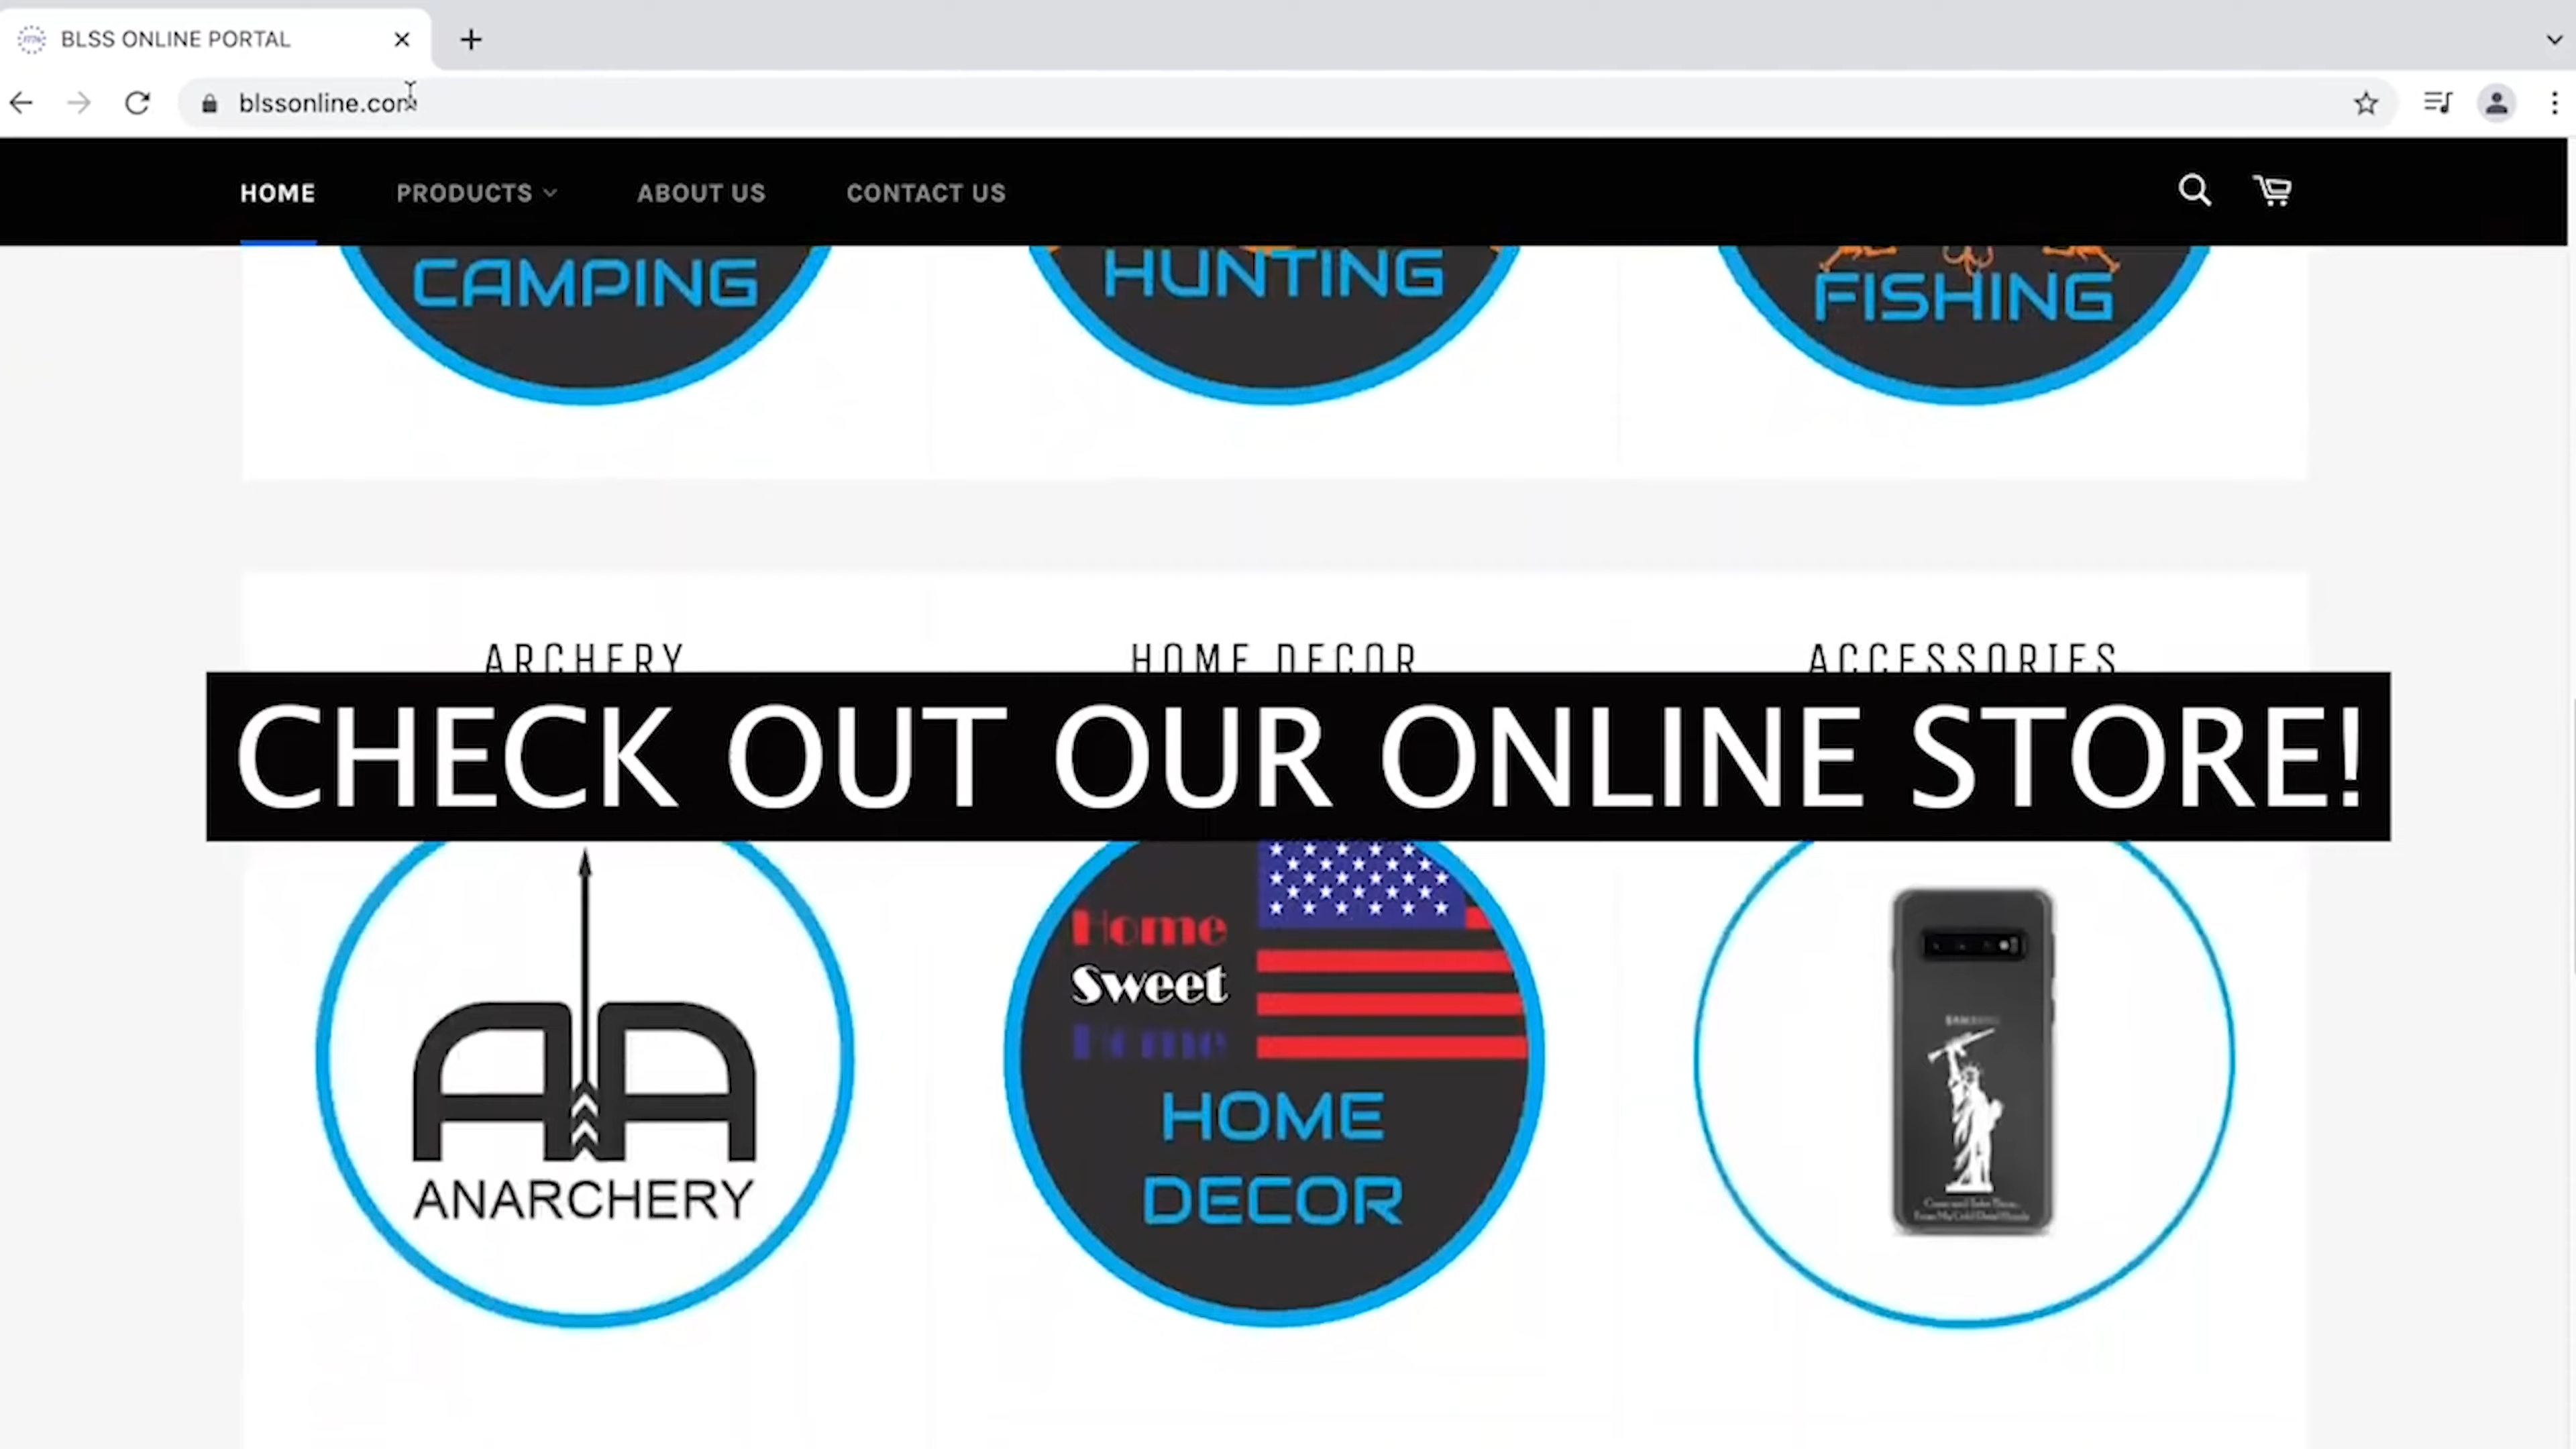 BLSS ONLINE PORTAL
blssonline.com
HOME PRODUCTS ABOUT US CONTACT US
CAMPING
HUNTING
FISHING
ARCHERY
HOME DECOR
ACCESSORIES
CHECK OUT OUR ONLINE STORE!
ANARCHERY
Home
Sweet
Home
HOME
DECOR